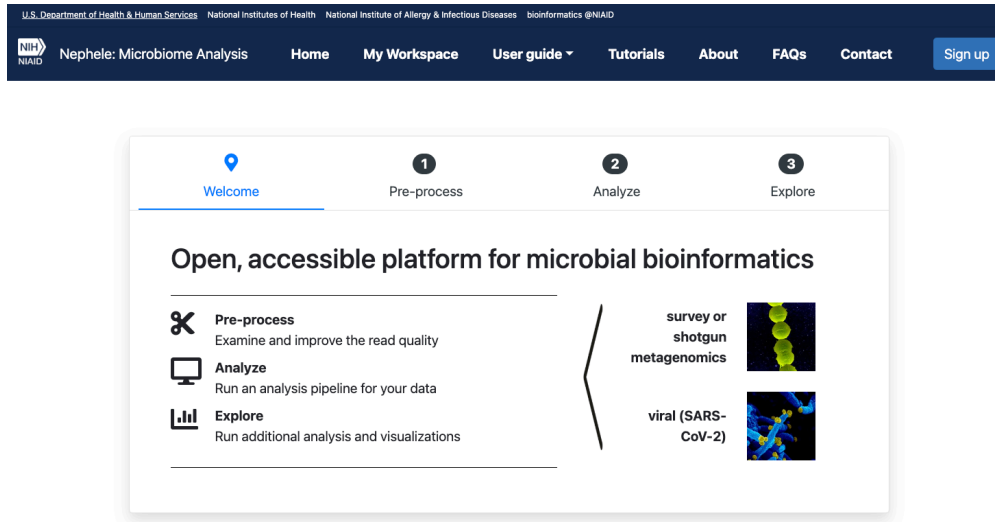 U.S. Department of Health & Human Services National Institutes of Health National Institute of Allergy & Infectious Diseases bioinformatics @NIAID
NIH NIAID Nephele: Microbiome Analysis Home My Workspace User guide Tutorials About FAQs Contact Sign up
1 2 3
Welcome Pre-process Analyze Explore
Open, accessible platform for microbial bioinformatics
Pre-process
Examine and improve the read quality
Analyze
Run an analysis pipeline for your data
Explore
Run additional analysis and visualizations
survey or
shotgun
metagenomics
viral (SARS-
CoV-2)